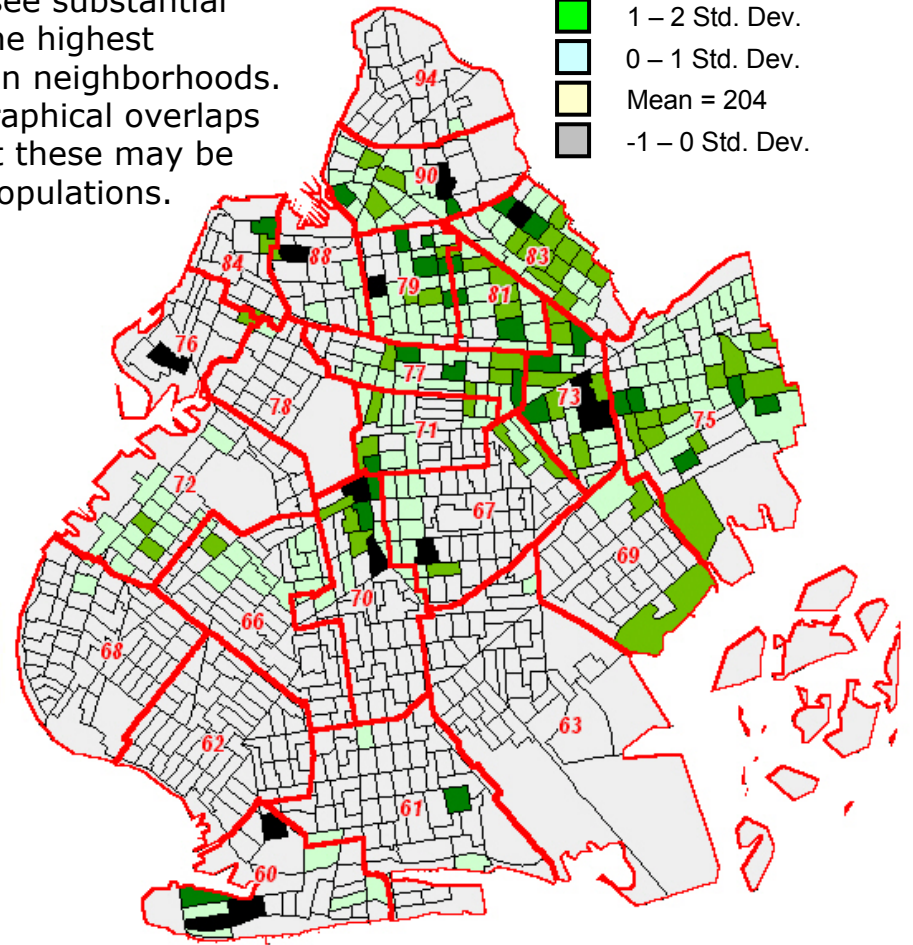 see substantial
he highest
n neighborhoods.
raphical overlaps
t these may be
opulations.
1 – 2 Std. Dev.
0 – 1 Std. Dev.
Mean = 204
-1 – 0 Std. Dev.
94
90
88
84
83
79
81
76
77
73
78
71
75
72
67
69
66
70
68
62
63
61
60